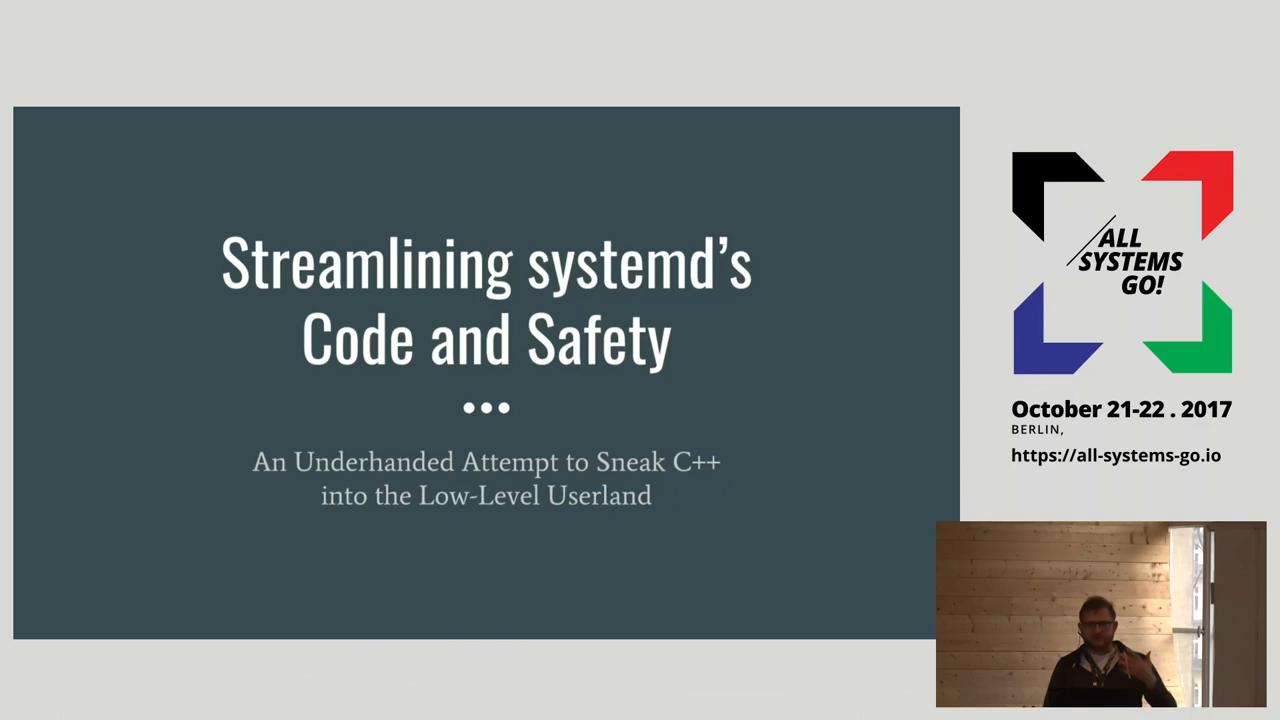 Streamlining systemd’s
Code and Safety
An Underhanded Attempt to Sneak C++
into the Low-Level Userland
ALL
SYSTEMS
GO!
October 21-22 . 2017
BERLIN,
https://all-systems-go.io